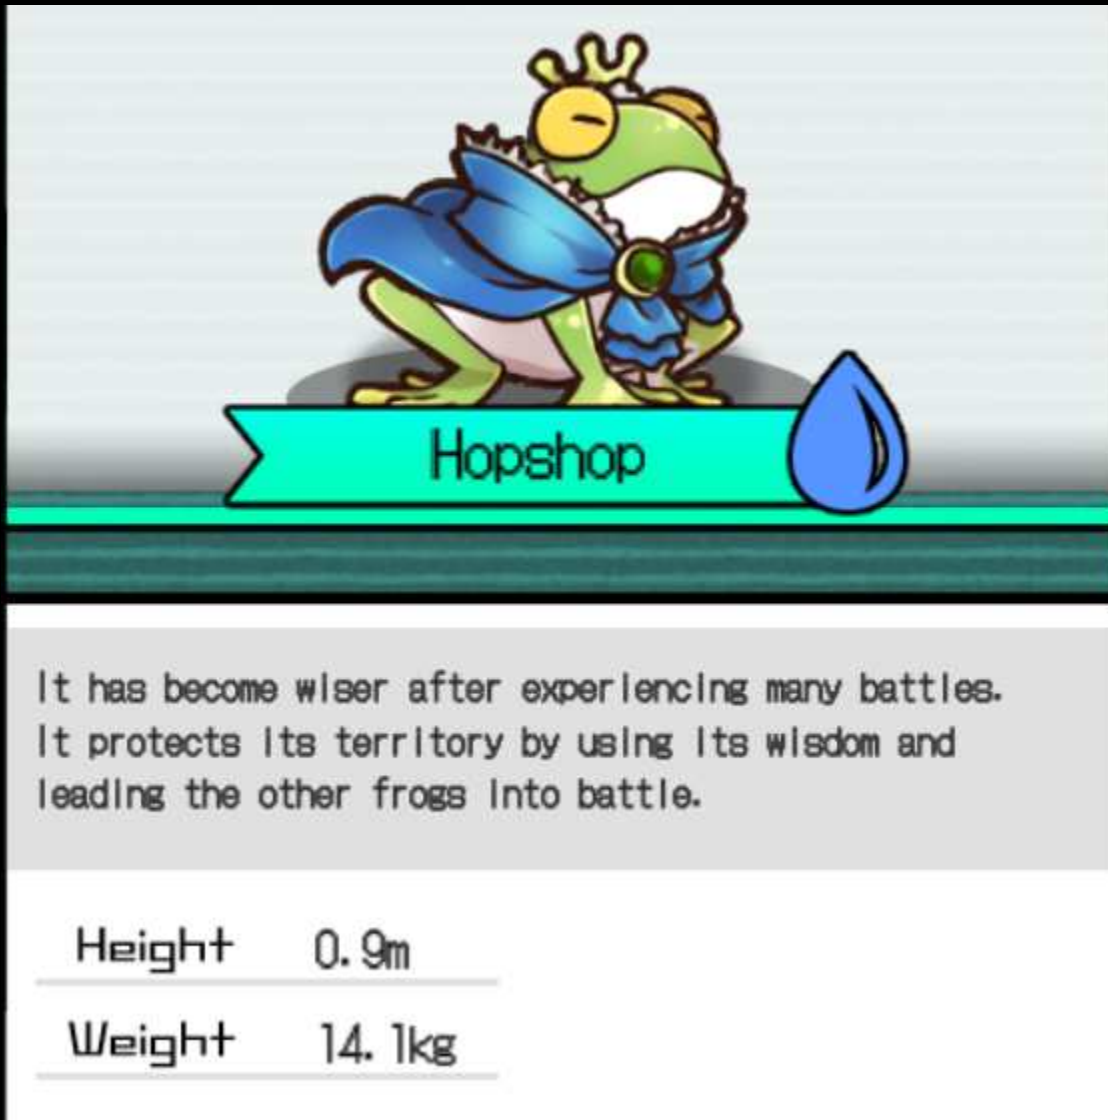 Hopshop
It has become wiser after experiencing many battles.
It protects its territory by using its wisdom and
leading the other frogs into battle.
Height 0.9m
Weight 14.1kg